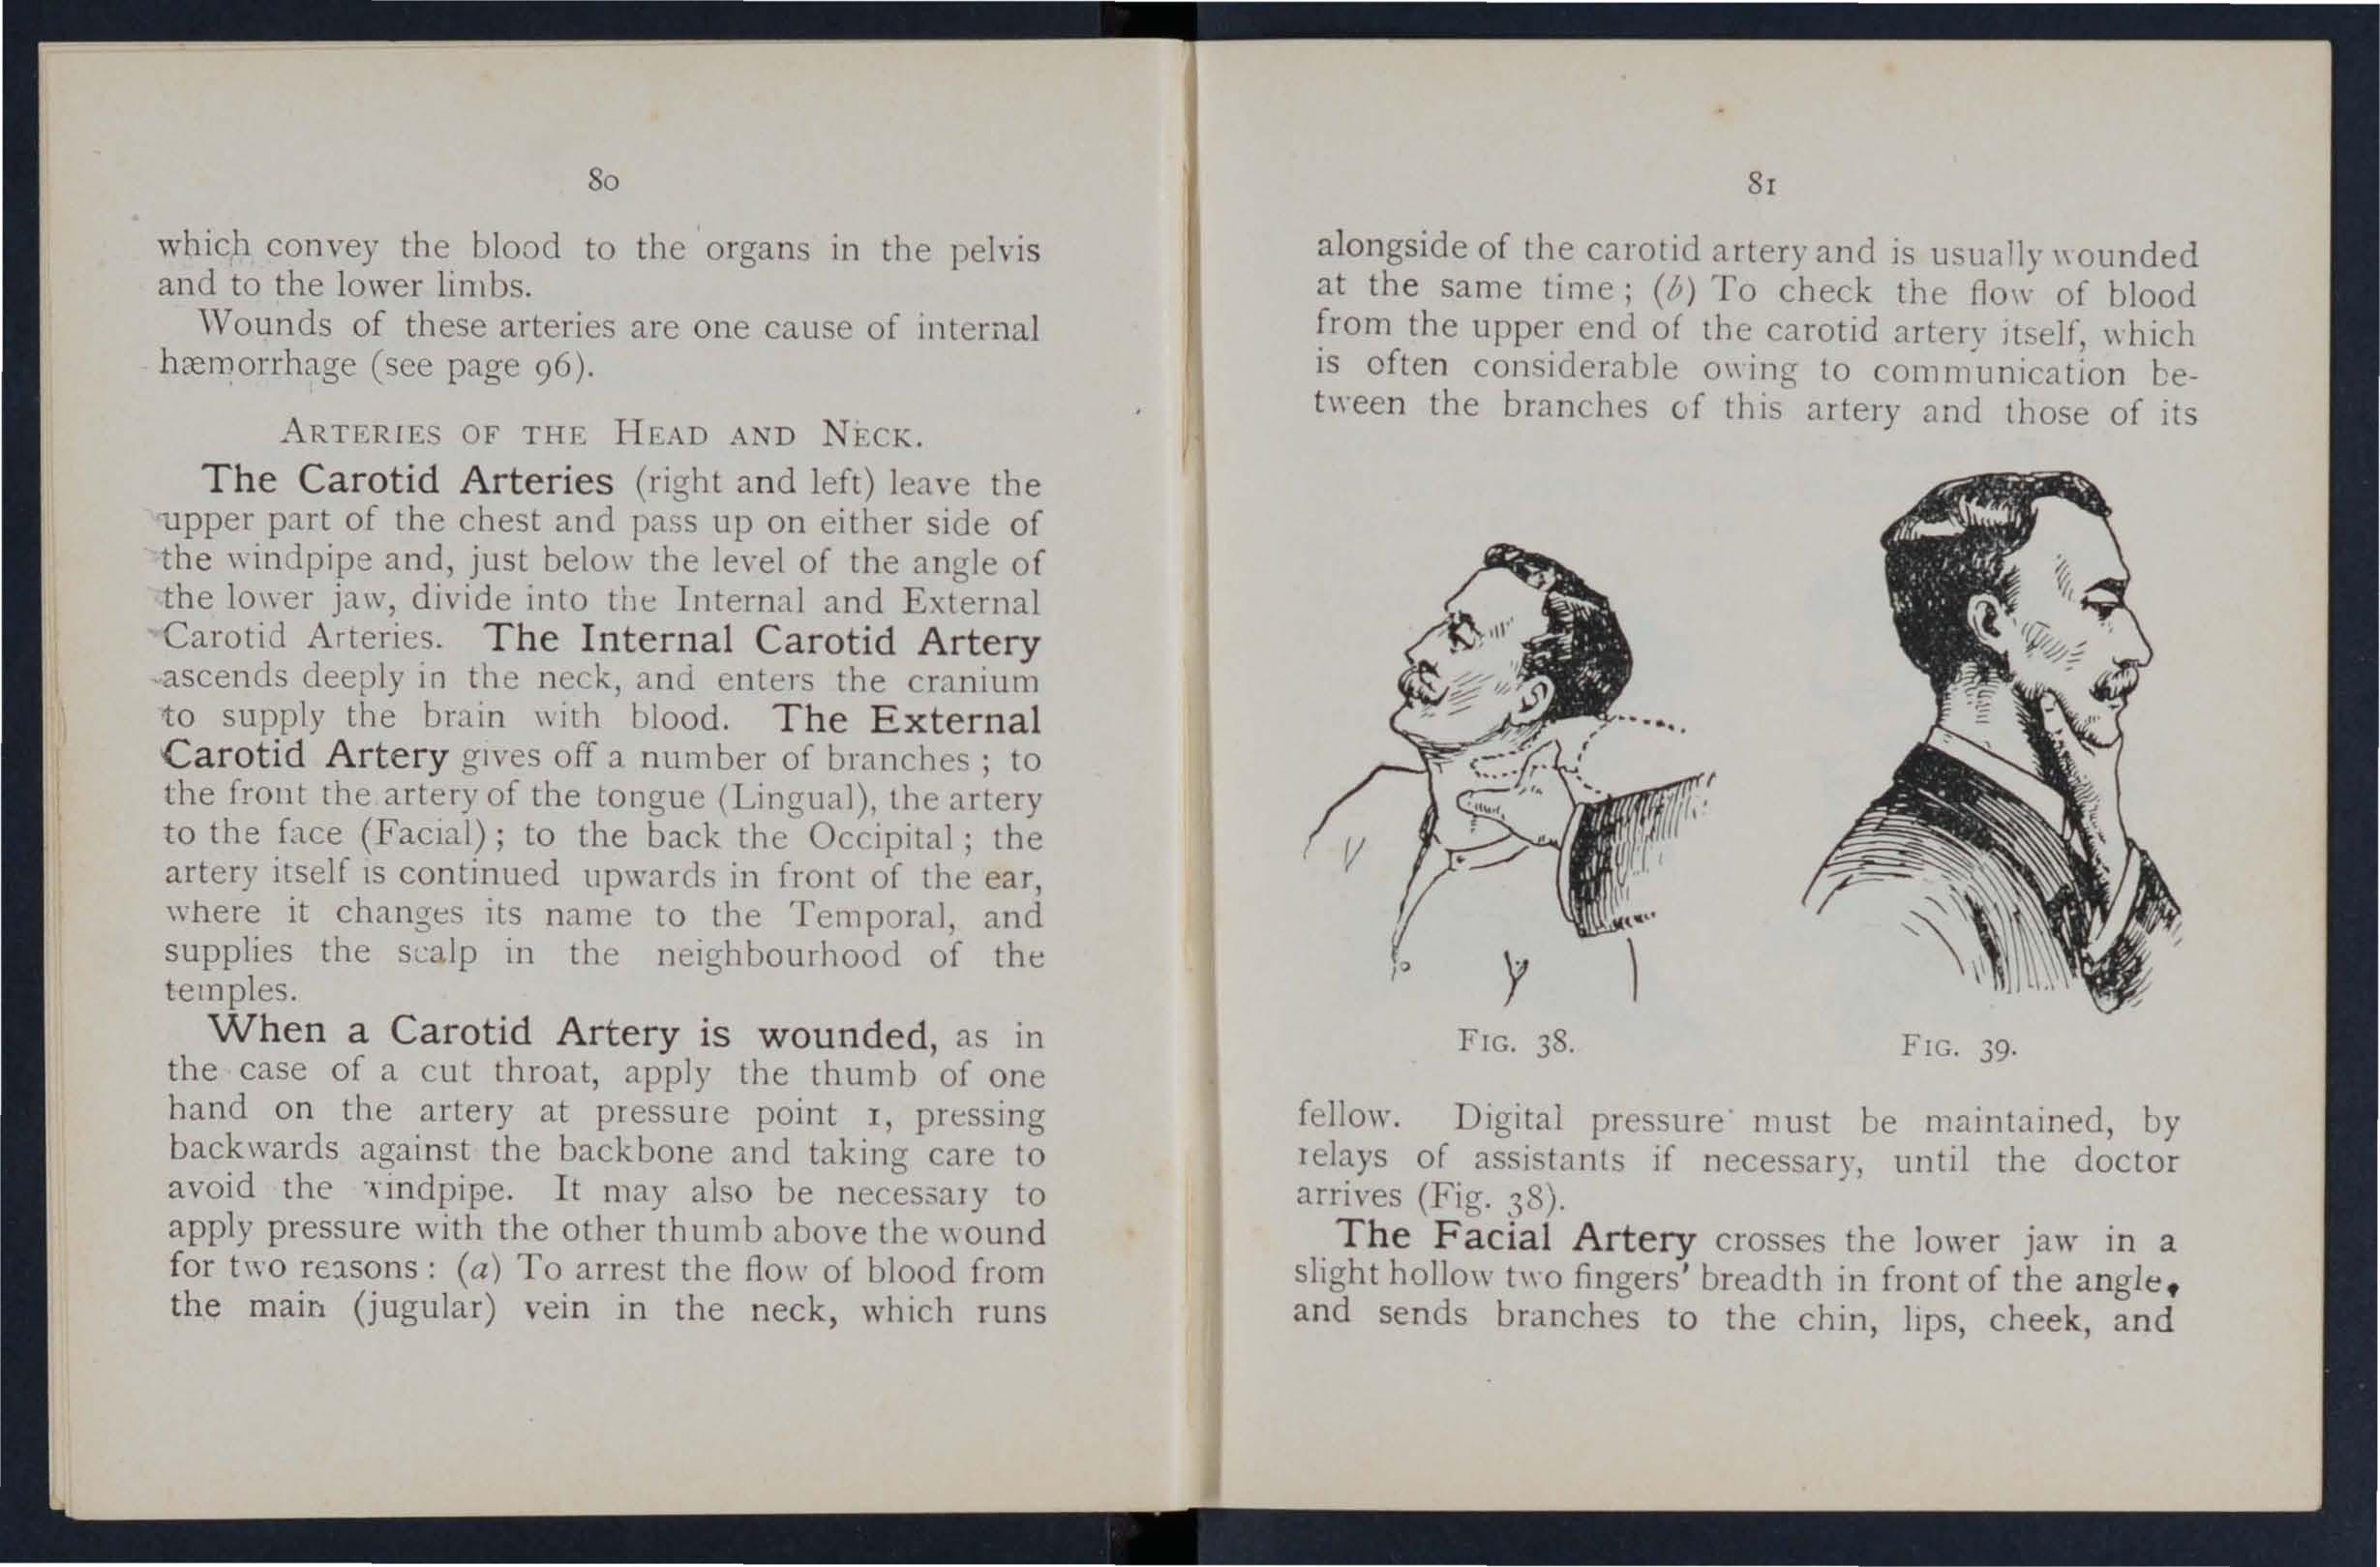 80
which convey the blood to the organs in the pelvis
and to the lower limbs.
Wounds of these arteries are one cause of internal
hæmorrhage (see page 96).
ARTERIES OF THE HEAD AND NECK.
The Carotid Arteries (right and left) leave the
upper part of the chest and pass up on either side of
the windpipe and, just below the level of the angle of
the lower jaw, divide into the Internal and External
Carotid Arteries. The Internal Carotid Artery
ascends deeply in the neck, and enters the cranium
to supply the brain with blood. The External
Carotid Artery gives off a number of branches ; to
the front the artery of the tongue (Lingual), the artery
to the face (Facial) ; to the back the Occipital ; the
artery itself is continued upwards in front of the ear,
where it changes its name to the Temporal, and
supplies the scalp in the neighbourhood of the
temples.
When a Carotid Artery is wounded, as in
the case of a cut throat, apply the thumb of one
hand on the artery at pressure point 1, pressing
backwards against the backbone and taking care to
avoid the windpipe. It may also be necessary to
apply pressure with the other thumb above the wound
for two reasons : (a) To arrest the flow of blood from
the main (jugular) vein in the neck, which runs
81
alongside of the carotid artery and is usually wounded
at the same time ; (b) To check the flow of blood
from the upper end of the carotid artery itself, which
is often considerable owing to communication be-
tween the branches of this artery and those of its
FIG. 38.
FIG. 39.
fellow. Digital pressure must be maintained, by
relays of assistants if necessary, until the doctor
arrives (Fig. 38).
The Facial Artery crosses the lower jaw in a
slight hollow two fingers' breadth in front of the angle,
and sends branches to the chin, lips, cheek, and